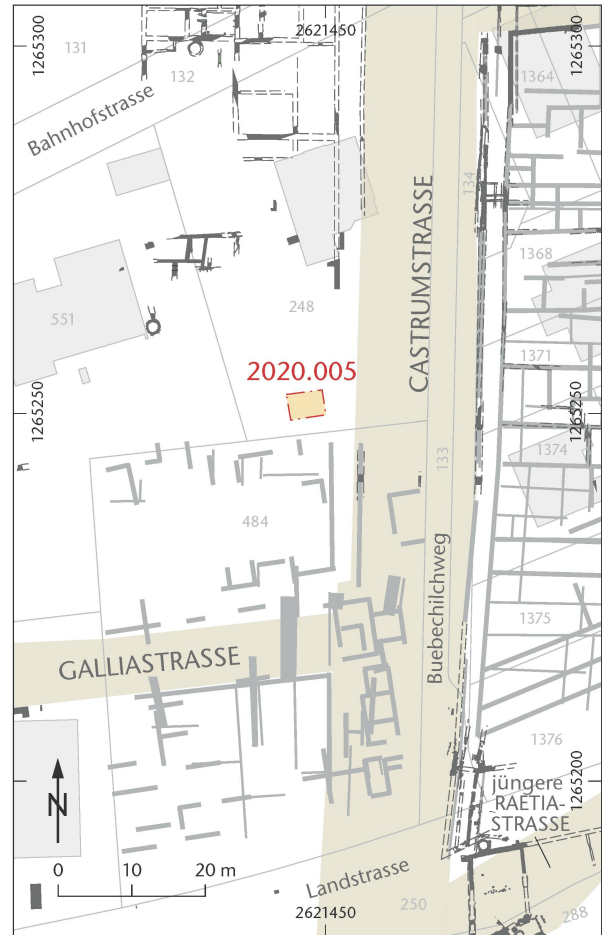 2621450
1265300
1265300
131
132
1364
Bahnhofstrasse
134
CASTRUMSTRASSE
1368
248
551
1371
2020.005
1265250
1265250
1374
133
484
Buebechilchweg
1375
GALLIASTRASSE
1376
1265200
jüngere
RAETIA-
STRASSE
N
0 10 20 m
Landstrasse
250
288
2621450